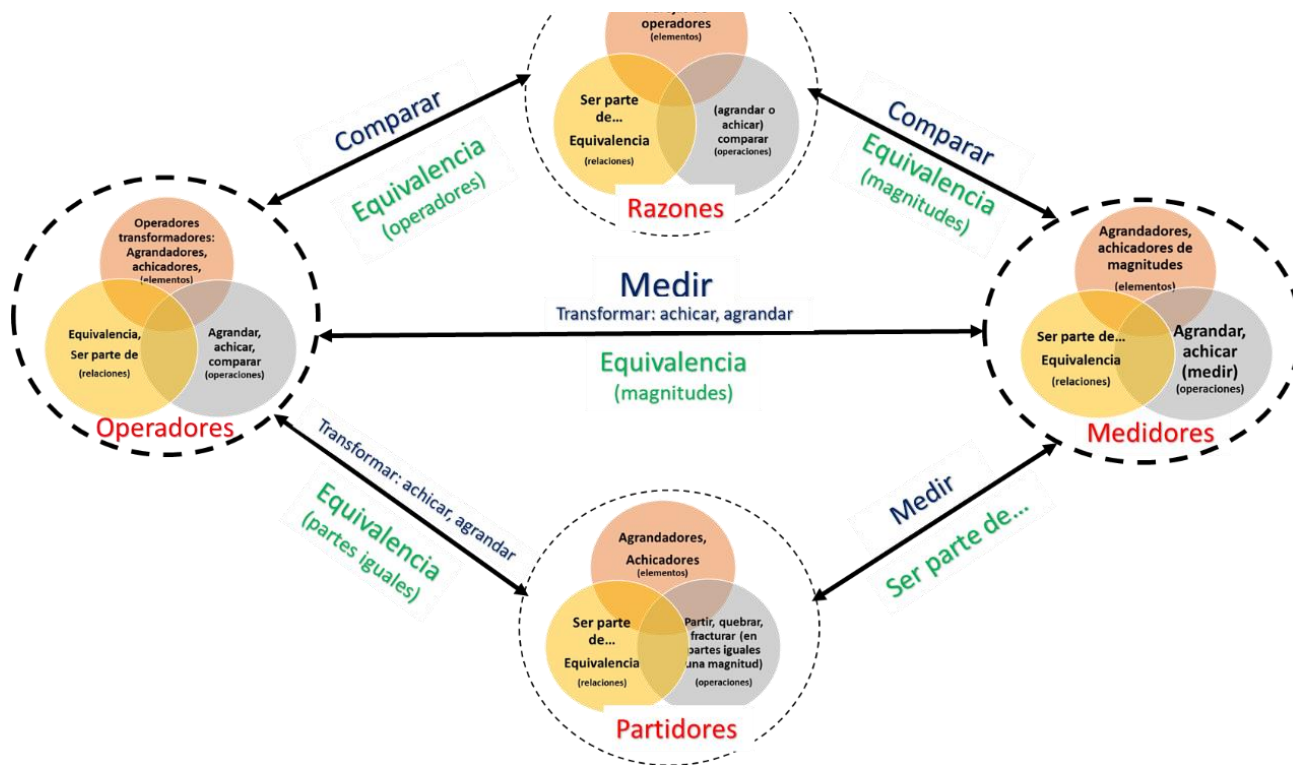 operadores
(elementos)
Ser parte
de...
Equivalencia
(relaciones)
(agrandar o
achicar)
comparar
(operaciones)
Razones
Comparar
Equivalencia
(operadores)
Comparar
Equivalencia
(magnitudes)
Operadores
transformadores:
Agrandadores,
achicadores,
(elementos)
Equivalencia,
Ser parte de
(relaciones)
Agrandar,
achicar,
comparar
(operaciones)
Operadores
Medir
Transformar: achicar, agrandar
Equivalencia
(magnitudes)
Agrandadores,
achicadores de
magnitudes
(elementos)
Ser parte de...
Equivalencia
(relaciones)
Agrandar,
achicar
(medir)
(operaciones)
Medidores
Transformar: achicar, agrandar
Equivalencia
(partes iguales)
Medir
Ser parte de...
Agrandadores,
Achicadores
(elementos)
Ser parte
de...
Equivalencia
(relaciones)
Partir, quebrar,
fracturar (en
partes iguales
una magnitud)
(operaciones)
Partidores